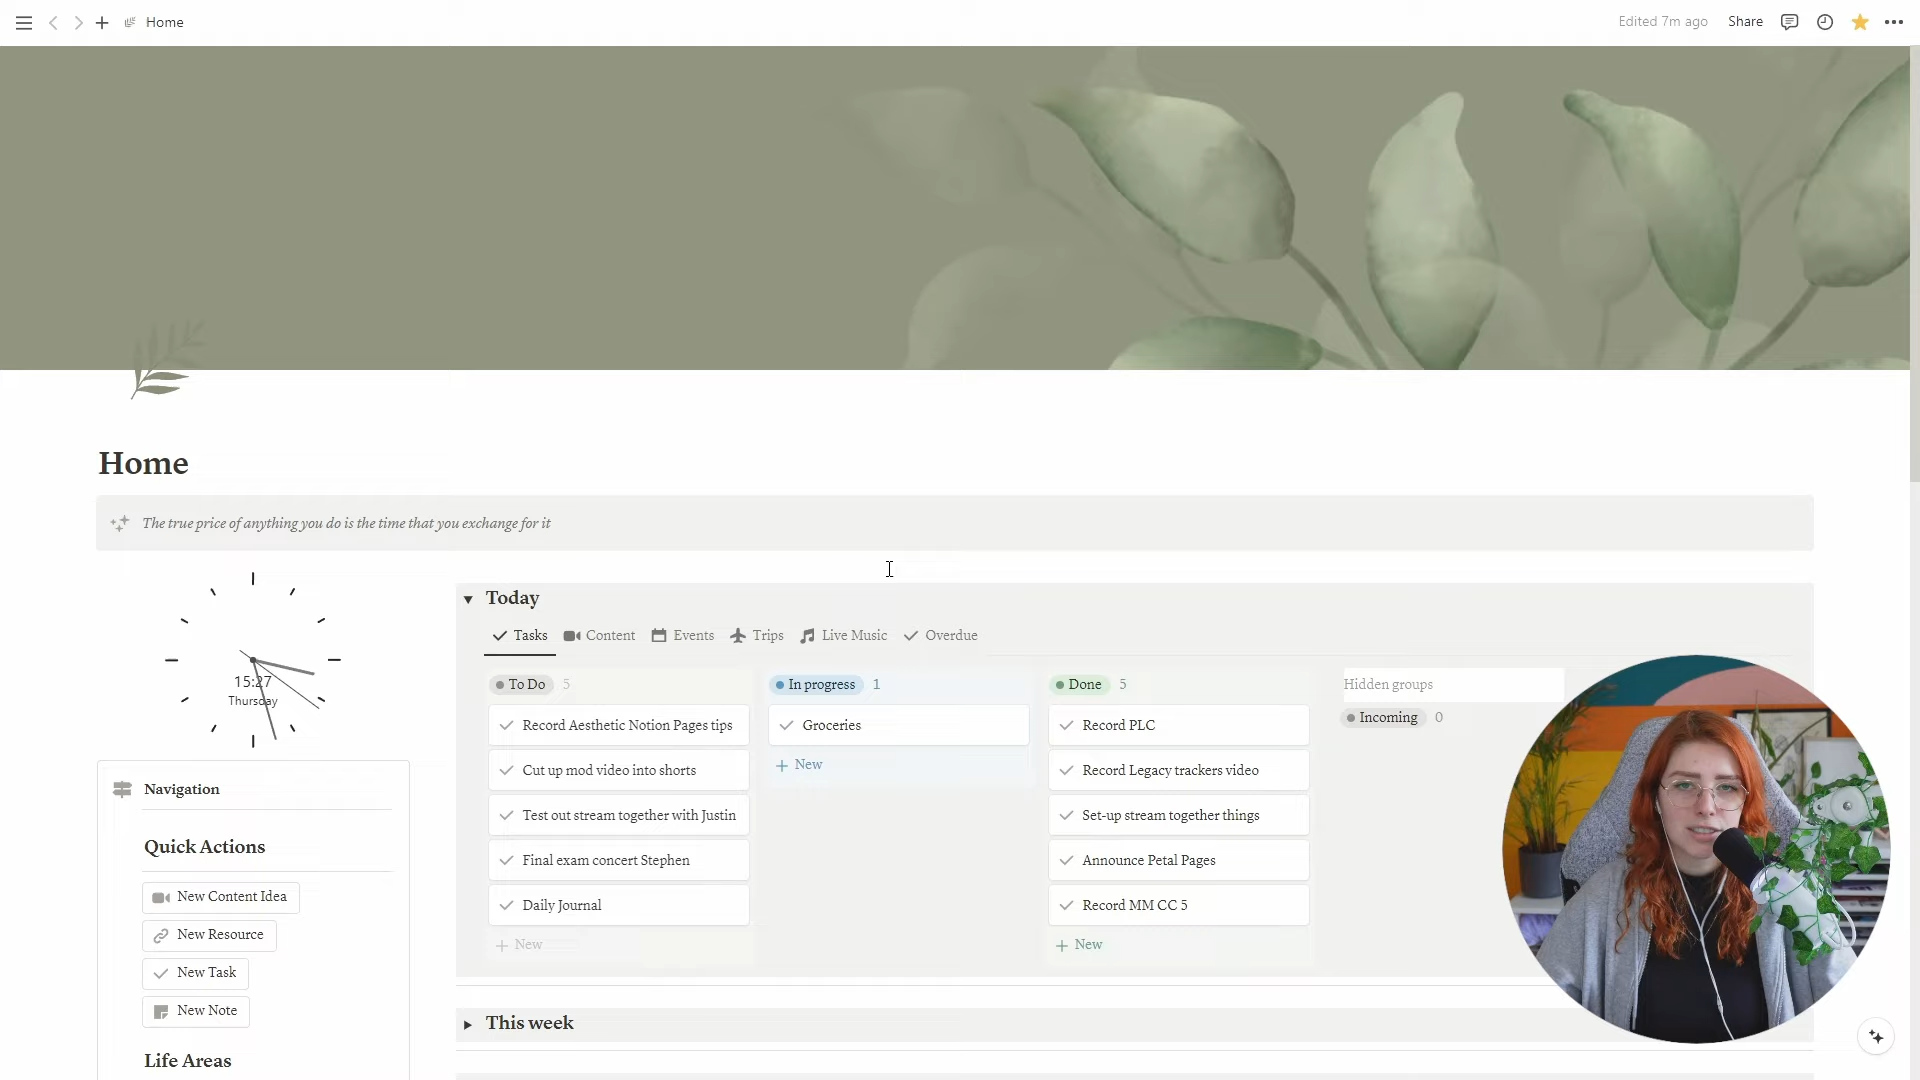 Home
Edited 7m ago
Share
Home
The true price of anything you do is the time that you exchange for it
15:27
Thursday
Navigation
Quick Actions
New Content Idea
New Resource
New Task
New Note
Life Areas
Today
Tasks
Content
Events
Trips
Live Music
Overdue
To Do 5
Record Aesthetic Notion Pages tips
Cut up mod video into shorts
Test out stream together with Justin
Final exam concert Stephen
Daily Journal
+ New
In progress 1
Groceries
+ New
Done 5
Record PLC
Record Legacy trackers video
Set-up stream together things
Announce Petal Pages
Record MM CC 5
+ New
Hidden groups
Incoming 0
This week